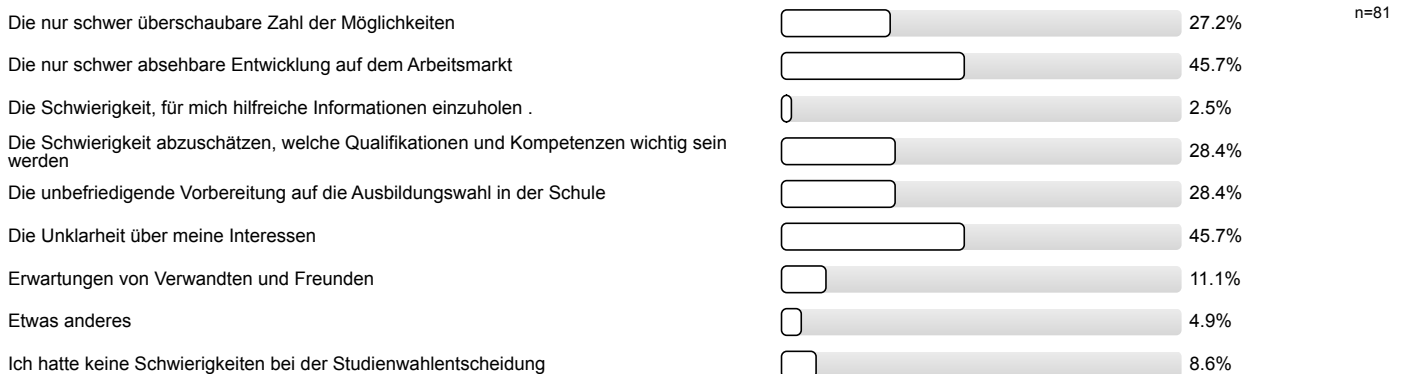 Die nur schwer überschaubare Zahl der Möglichkeiten 27.2% n=81
Die nur schwer absehbare Entwicklung auf dem Arbeitsmarkt 45.7%
Die Schwierigkeit, für mich hilfreiche Informationen einzuholen . 2.5%
Die Schwierigkeit abzuschätzen, welche Qualifikationen und Kompetenzen wichtig sein
werden 28.4%
Die unbefriedigende Vorbereitung auf die Ausbildungswahl in der Schule 28.4%
Die Unklarheit über meine Interessen 45.7%
Erwartungen von Verwandten und Freunden 11.1%
Etwas anderes 4.9%
Ich hatte keine Schwierigkeiten bei der Studienwahlentscheidung 8.6%